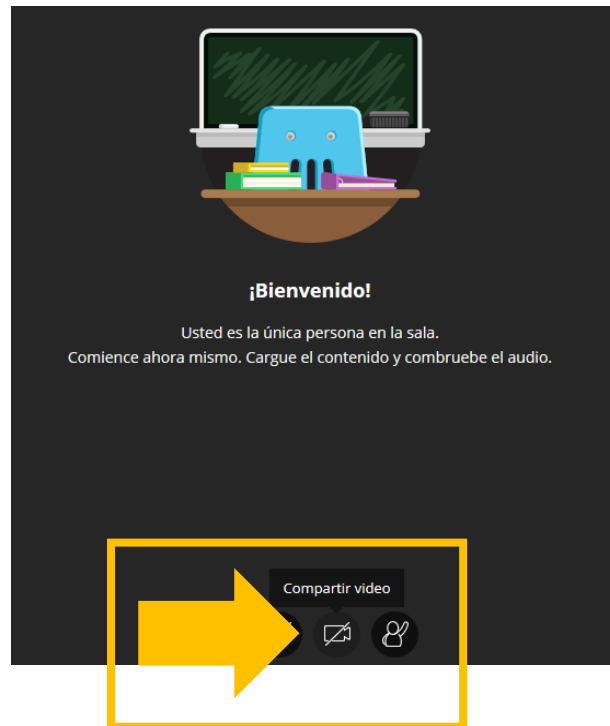 ¡Bienvenido!
Usted es la única persona en la sala.
Comience ahora mismo. Cargue el contenido y combruebe el audio.
Compartir video